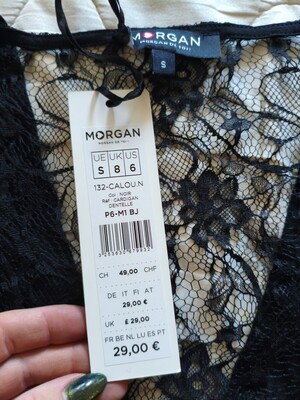 MORGAN
MORGAN DE TOI
S
MORGAN
MORGAN DE TOI
UE UK US
S 8 6
132-CALOU.N
Col : NOIR
Réf : CARDIGAN
DENTELLE
P6-M1 BJ
CH 49,00 CHF
DE IT FI AT
29,00 €
UK £ 29,00
FR BE NL LU ES PT
29,00 €